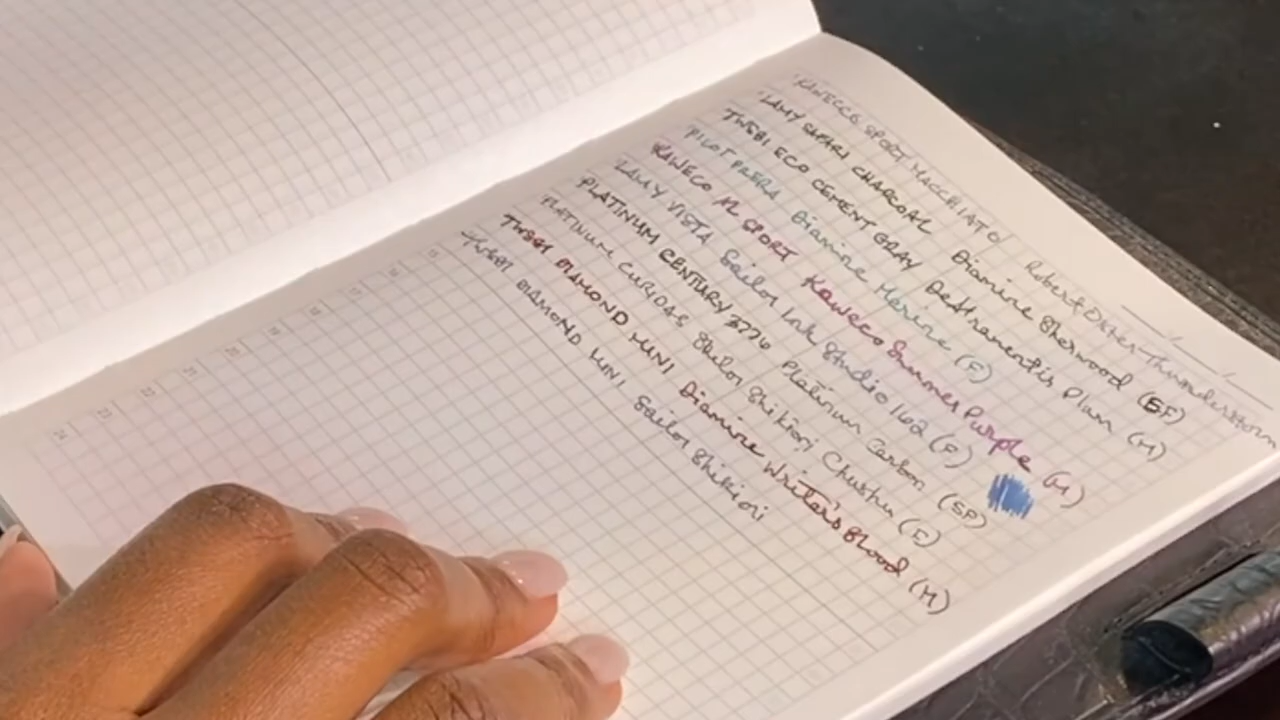 KAWECO SPORT MACCHIATO Robert Oster Thunderstorm
LAMY SAFARI CHARCOAL Diamine Sherwood (EF)
TWSBI ECO CEMENT GRAY DeAtramentis Plum (M)
PILOT PRERA Diamine Marine (F)
KAWECO AL SPORT Kaweco Summer Purple (M)
LAMY VISTA Sailor Ink Studio 162 (F)
PLATINUM CENTURY 3776 Platinum Carbon (SF)
PLATINUM CURIDAS Sailor Shikiori Chushu (F)
TWSBI DIAMOND MINI Diamine Writer's Blood (M)
TWSBI DIAMOND MINI Sailor Shikiori